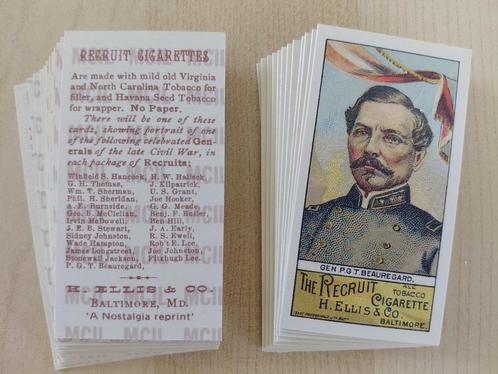 RECRUIT CIGARETTES
Are made with mild old Virginia
and North Carolina Tobacco for
filler, and Havana Seed Tobacco
for wrapper. No Paper.
There will be one of these
cards, showing portrait of one
of the following celebrated Gen-
erals of the late Civil War, in
each package of Recruits:
Winfield S. Hancock, H. W. Halleck,
G. H. Thomas, J. Kilpatrick,
Wm. T. Sherman, U. S. Grant,
Phil. H. Sheridan, Joe Hooker,
A. E. Burnside, G. G. Meade,
Geo. B. McClellan, Benj. F. Butler,
Irvin McDowell, Ben Hill,
J. E. B. Stewart, J. A. Early,
Sidney Johnston, R. S. Ewell,
Wade Hampton, Rob't E. Lee,
James Longstreet, Joe Johnston
Stonewall Jackson, Fitzhugh Lee.
P. G. T. Beauregard,
H. ELLIS & CO.
BALTIMORE, MD.
'A Nostalgia reprint'
MCIL
GEN. P.G.T. BEAUREGARD.
THE RECRUIT ALL TOBACCO
CIGARETTE
H. ELLIS & CO.
BALTIMORE.